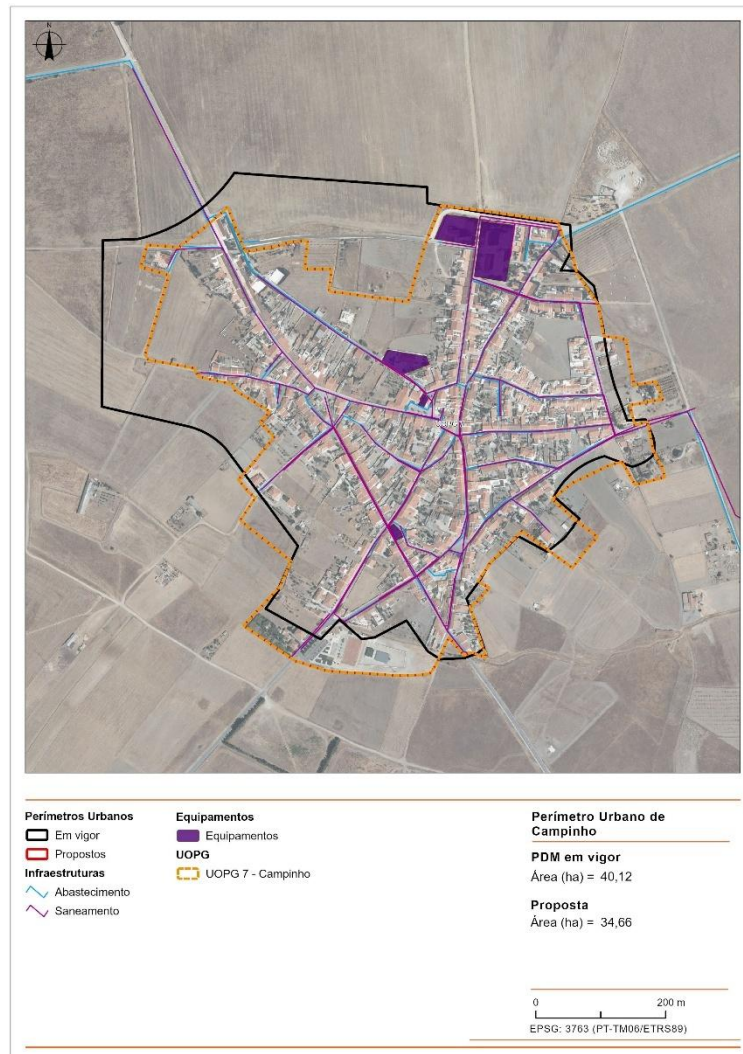 N
Perímetros Urbanos
Em vigor
Propostos
Infraestruturas
Abastecimento
Saneamento
Equipamentos
Equipamentos
UOPG
UOPG 7 - Campinho
Perímetro Urbano de
Campinho
PDM em vigor
Área (ha) = 40,12
Proposta
Área (ha) = 34,66
0 200 m
EPSG: 3763 (PT-TM06/ETRS89)